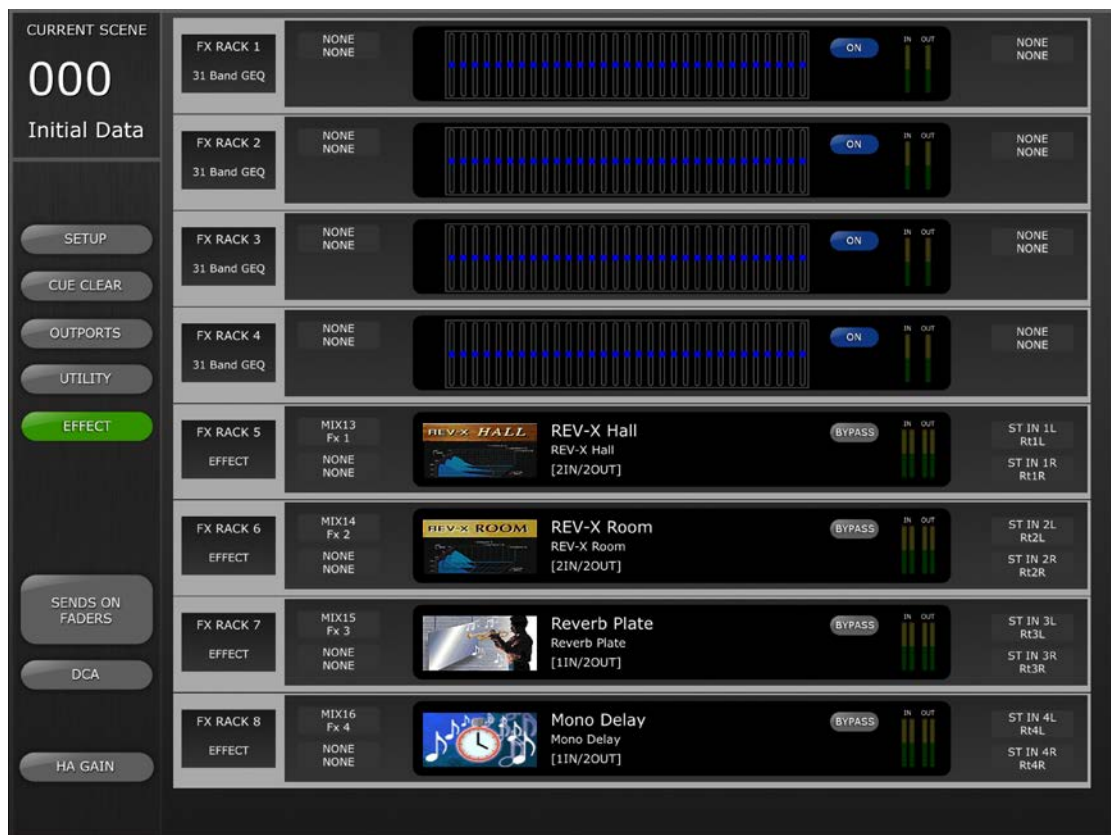 CURRENT SCENE
000
Initial Data
SETUP
CUE CLEAR
OUTPORTS
UTILITY
EFFECT
SENDS ON
FADERS
DCA
HA GAIN
FX RACK 1
31 Band GEQ
NONE
NONE
ON
IN OUT
NONE
NONE
FX RACK 2
31 Band GEQ
NONE
NONE
ON
IN OUT
NONE
NONE
FX RACK 3
31 Band GEQ
NONE
NONE
ON
IN OUT
NONE
NONE
FX RACK 4
31 Band GEQ
NONE
NONE
ON
IN OUT
NONE
NONE
FX RACK 5
EFFECT
MIX13
Fx 1
NONE
NONE
REV-X HALL
REV-X Hall
REV-X Hall
[2IN/2OUT]
BYPASS
IN OUT
ST IN 1L
Rt1L
ST IN 1R
Rt1R
FX RACK 6
EFFECT
MIX14
Fx 2
NONE
NONE
REV-X ROOM
REV-X Room
REV-X Room
[2IN/2OUT]
BYPASS
IN OUT
ST IN 2L
Rt2L
ST IN 2R
Rt2R
FX RACK 7
EFFECT
MIX15
Fx 3
NONE
NONE
Reverb Plate
Reverb Plate
[1IN/2OUT]
BYPASS
IN OUT
ST IN 3L
Rt3L
ST IN 3R
Rt3R
FX RACK 8
EFFECT
MIX16
Fx 4
NONE
NONE
Mono Delay
Mono Delay
[1IN/2OUT]
BYPASS
IN OUT
ST IN 4L
Rt4L
ST IN 4R
Rt4R